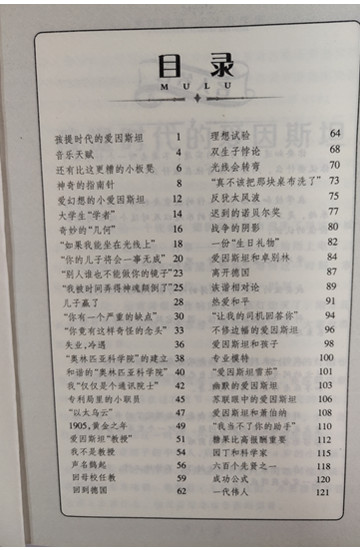 目录
MULU
孩提时代的爱因斯坦 1
音乐天赋 4
还有比这更糟的小板凳 6
神奇的指南针 8
爱幻想的小爱因斯坦 12
大学生"学者" 14
奇妙的"几何" 16
"如果我能坐在光线上" 18
"你的儿子将会一事无成" 20
"别人谁也不能做你的镜子" 23
"我被时间弄得神魂颠倒了" 25
儿子赢了 28
"你有一个严重的缺点" 30
"你竟有这样奇怪的念头" 33
失业,冷遇 36
"奥林匹亚科学院"的建立 38
和谐的"奥林匹亚科学院" 40
我"仅仅是个通讯院士" 42
专利局里的小职员 45
"以太乌云" 47
1905,黄金之年 49
爱因斯坦"教授" 51
我不是教授 54
声名鹊起 56
回母校任教 59
回到德国 62
理想试验 64
双生子悖论 68
光线会转弯 70
"真不该把那块桌布洗了" 73
反犹太风波 75
迟到的诺贝尔奖 77
战争的阴影 80
一份"生日礼物" 82
爱因斯坦和卓别林 84
离开德国 87
诙谐相对论 89
热爱和平 91
"让我的司机回答你" 94
不修边幅的爱因斯坦 96
爱因斯坦和孩子 98
专业模特 100
"爱因斯坦雪茄" 101
幽默的爱因斯坦 103
苏联眼中的爱因斯坦 106
爱因斯坦和萧伯纳 108
"我当不了你的助手" 110
糖果比高报酬重要 112
园丁和科学家 115
六百个先登之一 118
成功公式 120
一代伟人 121